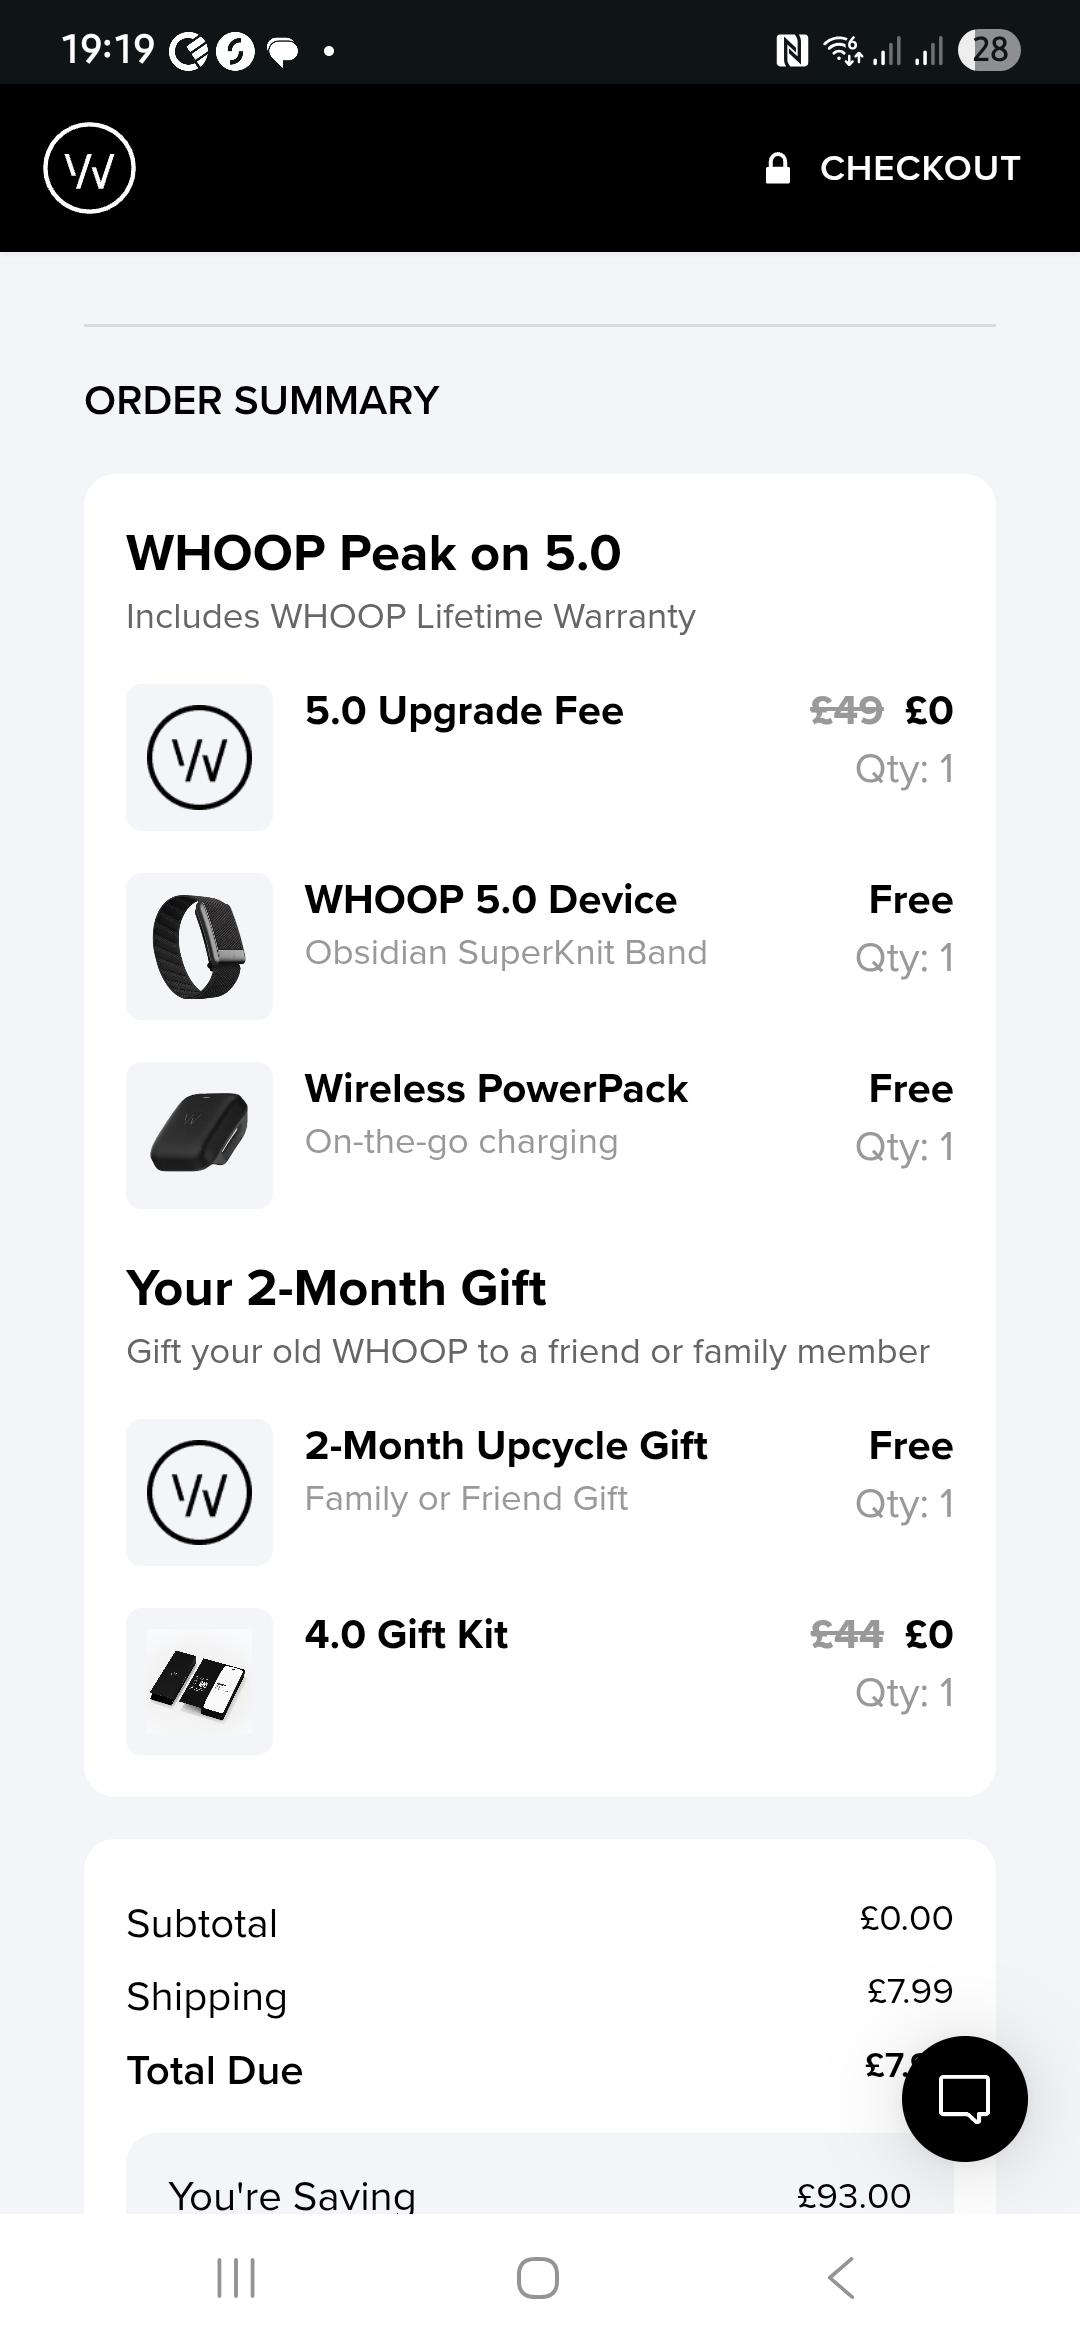 19:19
28
CHECKOUT
ORDER SUMMARY
WHOOP Peak on 5.0
Includes WHOOP Lifetime Warranty
5.0 Upgrade Fee £49 £0
Qty: 1
WHOOP 5.0 Device Free
Obsidian SuperKnit Band Qty: 1
Wireless PowerPack Free
On-the-go charging Qty: 1
Your 2-Month Gift
Gift your old WHOOP to a friend or family member
2-Month Upcycle Gift Free
Family or Friend Gift Qty: 1
4.0 Gift Kit £44 £0
Qty: 1
Subtotal £0.00
Shipping £7.99
Total Due £7.
You're Saving £93.00